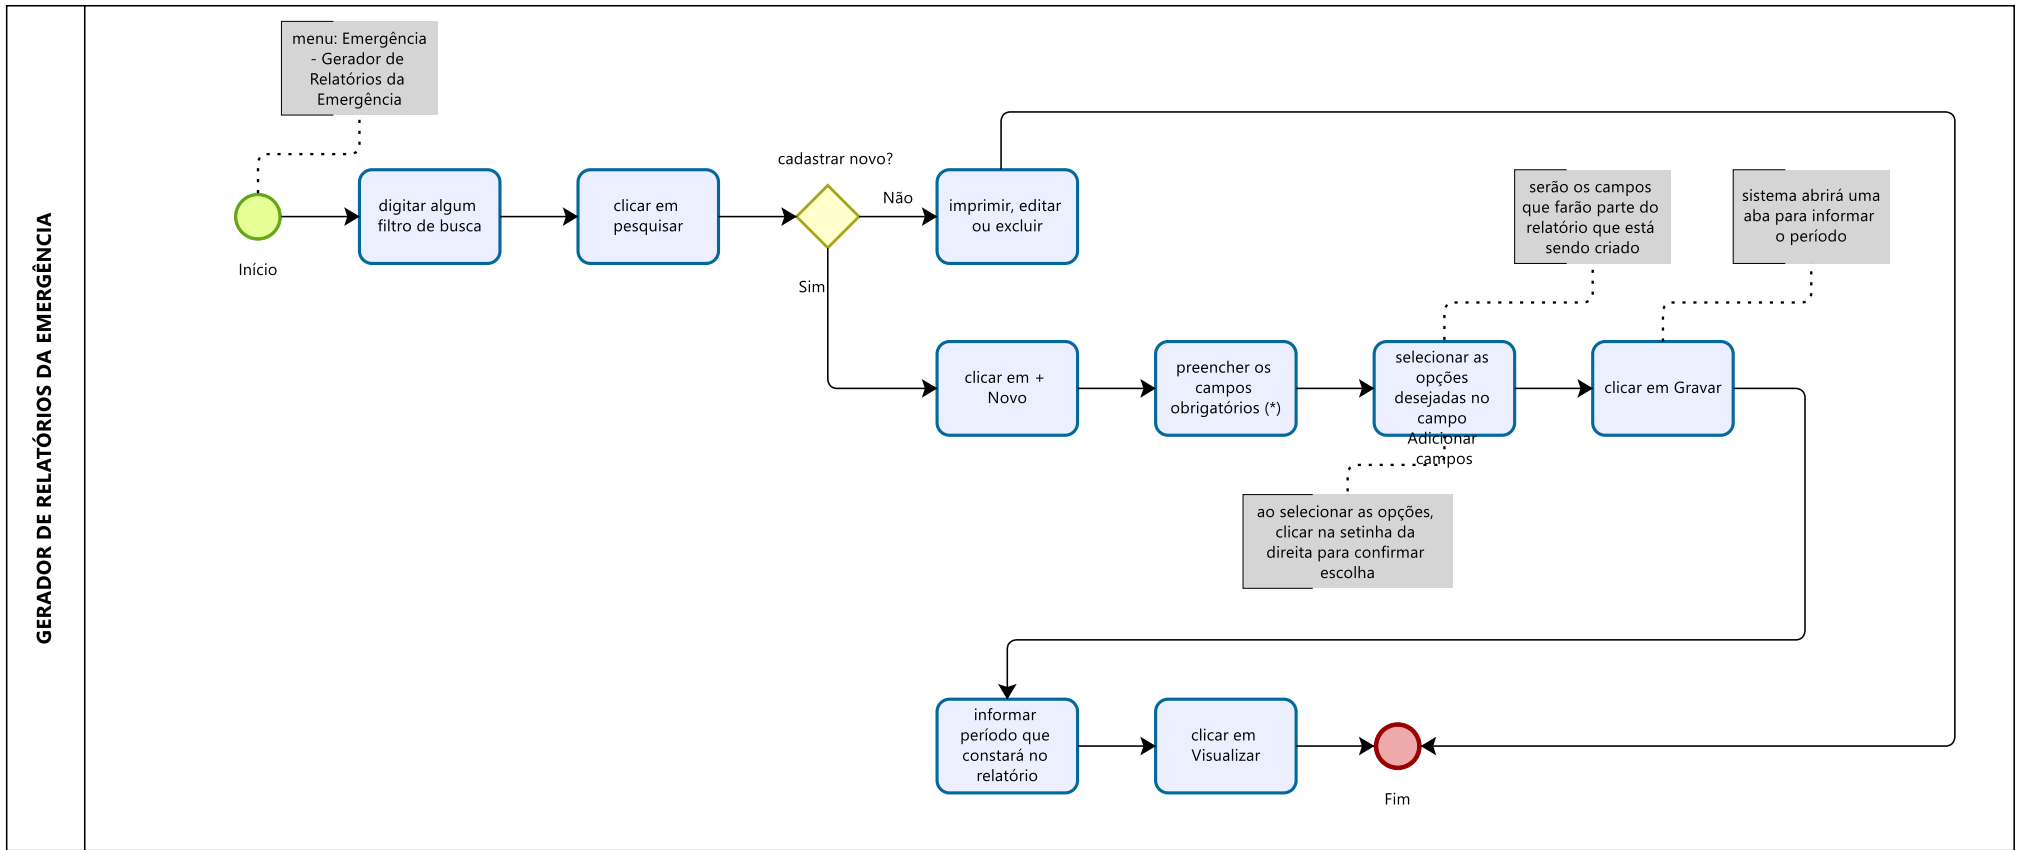 GERADOR DE RELATÓRIOS DA EMERGÊNCIA
menu: Emergência
- Gerador de
Relatórios da
Emergência
Início
digitar algum
filtro de busca
clicar em
pesquisar
cadastrar novo?
Não
Sim
imprimir, editar
ou excluir
clicar em +
Novo
preencher os
campos
obrigatórios (*)
serão os campos
que farão parte do
relatório que está
sendo criado
selecionar as
opções
desejadas no
campo
Adicionar
campos
ao selecionar as opções,
clicar na setinha da
direita para confirmar
escolha
sistema abrirá uma
aba para informar
o período
clicar em Gravar
informar
período que
constará no
relatório
clicar em
Visualizar
Fim